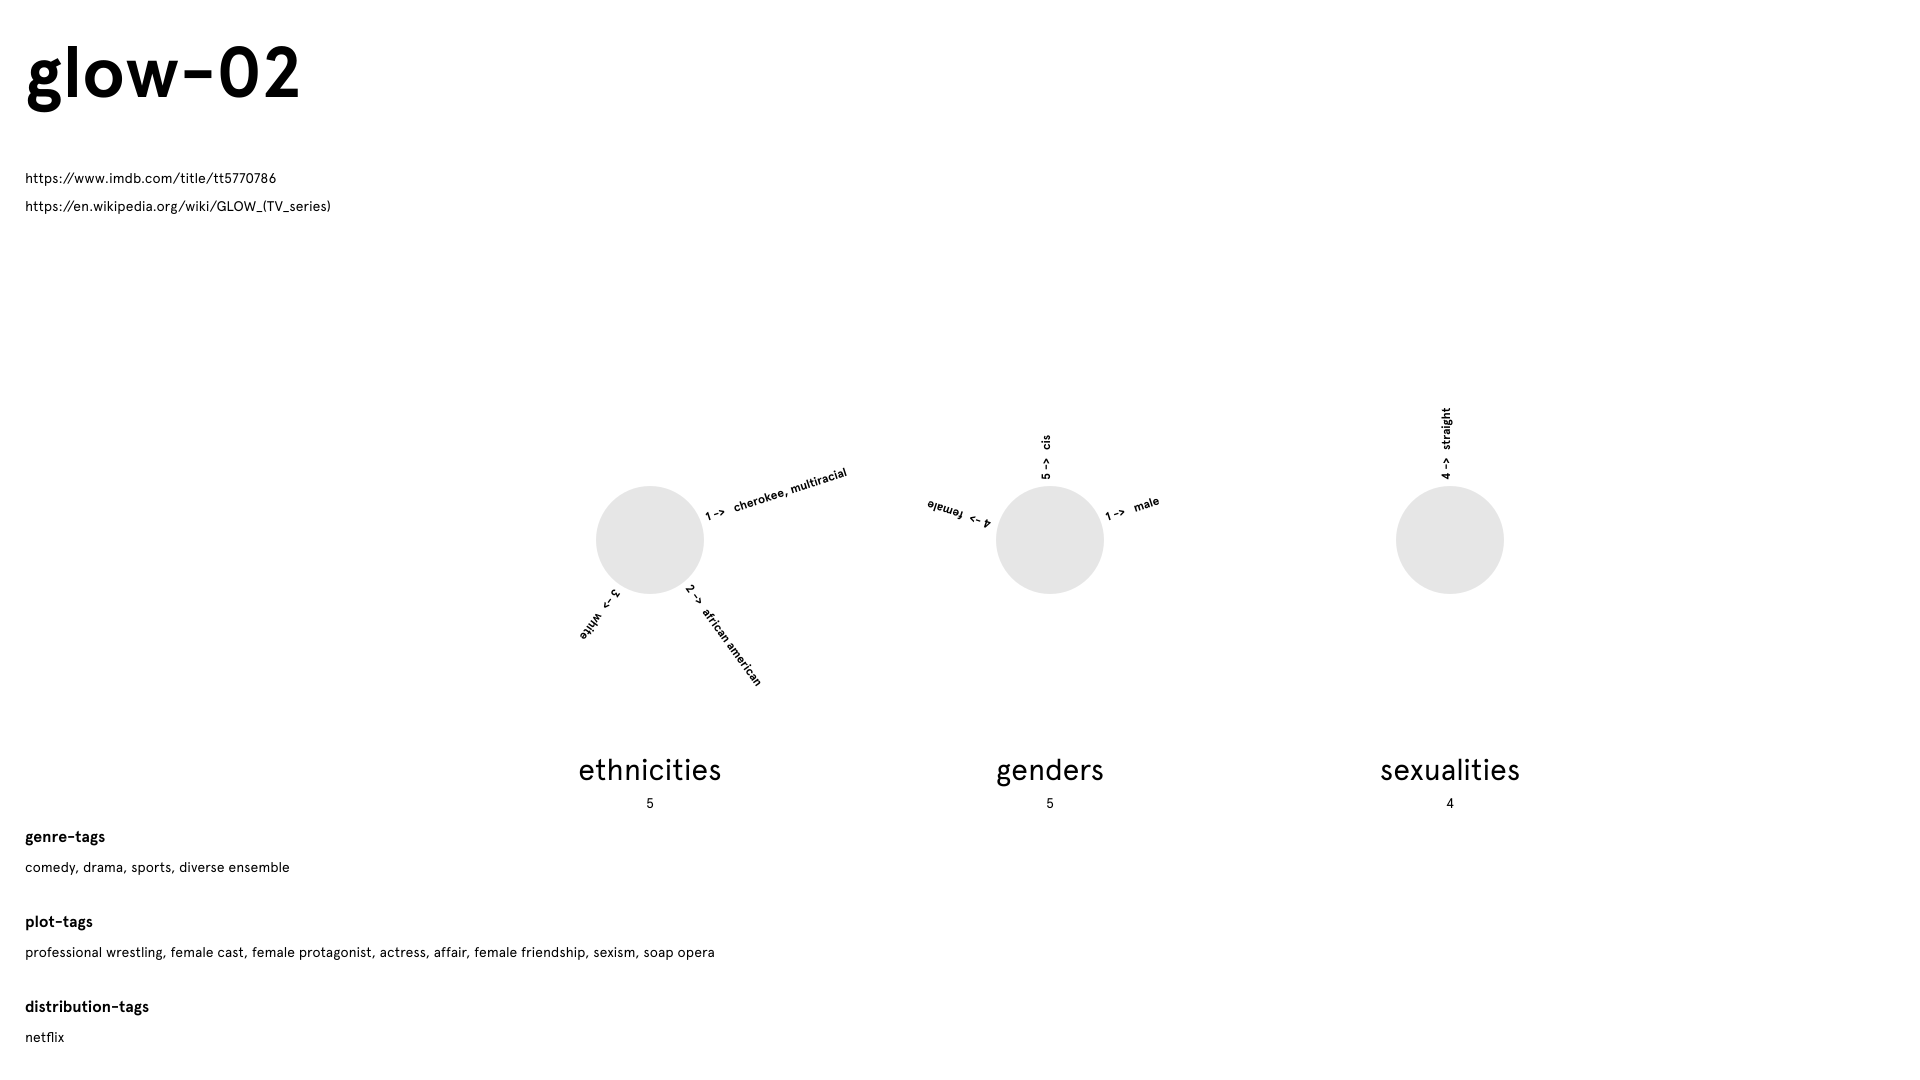 glow-02
https://www.imdb.com/title/tt5770786
https://en.wikipedia.org/wiki/GLOW_(TV_series)
1 -> cherokee, multiracial
2 -> african american
3 -> white
ethnicities
5
5 -> cis
1 -> male
4 -> female
genders
5
4 -> straight
sexualities
4
genre-tags
comedy, drama, sports, diverse ensemble
plot-tags
professional wrestling, female cast, female protagonist, actress, affair, female friendship, sexism, soap opera
distribution-tags
netflix